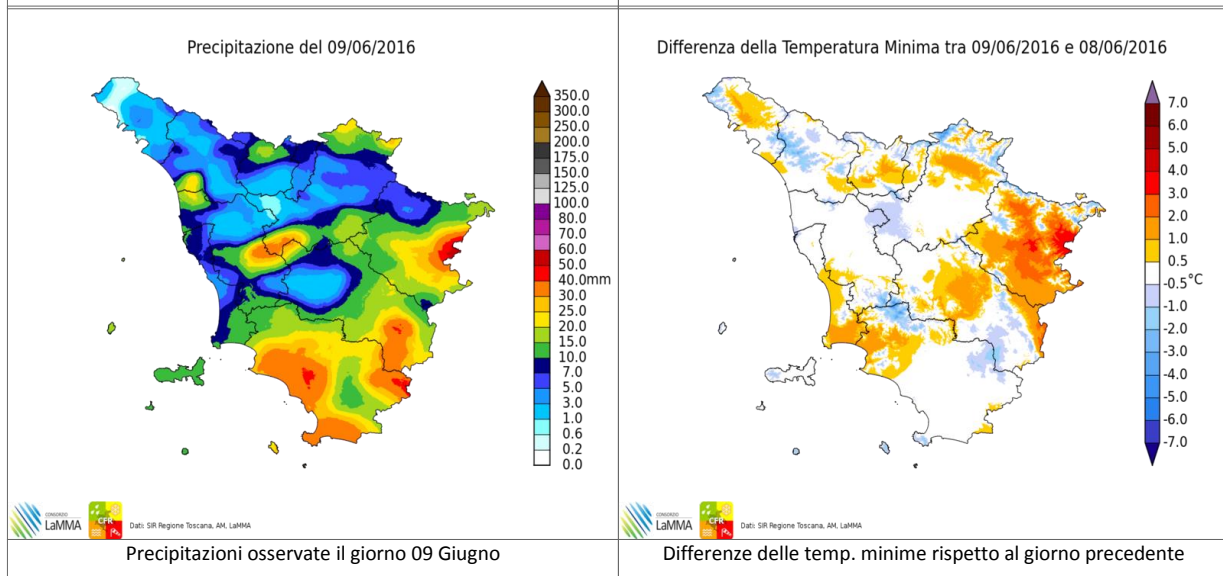 Precipitazione del 09/06/2016
350.0
300.0
250.0
200.0
175.0
150.0
125.0
100.0
80.0
70.0
60.0
50.0
40.0mm
30.0
25.0
20.0
15.0
10.0
7.0
5.0
3.0
1.0
0.6
0.2
0.0
CONSORZIO
LaMMA
CFR
Dati: SIR Regione Toscana, AM, LaMMA
Precipitazioni osservate il giorno 09 Giugno
Differenza della Temperatura Minima tra 09/06/2016 e 08/06/2016
7.0
6.0
5.0
4.0
3.0
2.0
1.0
0.5
-0.5°C
-1.0
-2.0
-3.0
-4.0
-5.0
-6.0
-7.0
CONSORZIO
LaMMA
CFR
Dati: SIR Regione Toscana, AM, LaMMA
Differenze delle temp. minime rispetto al giorno precedente